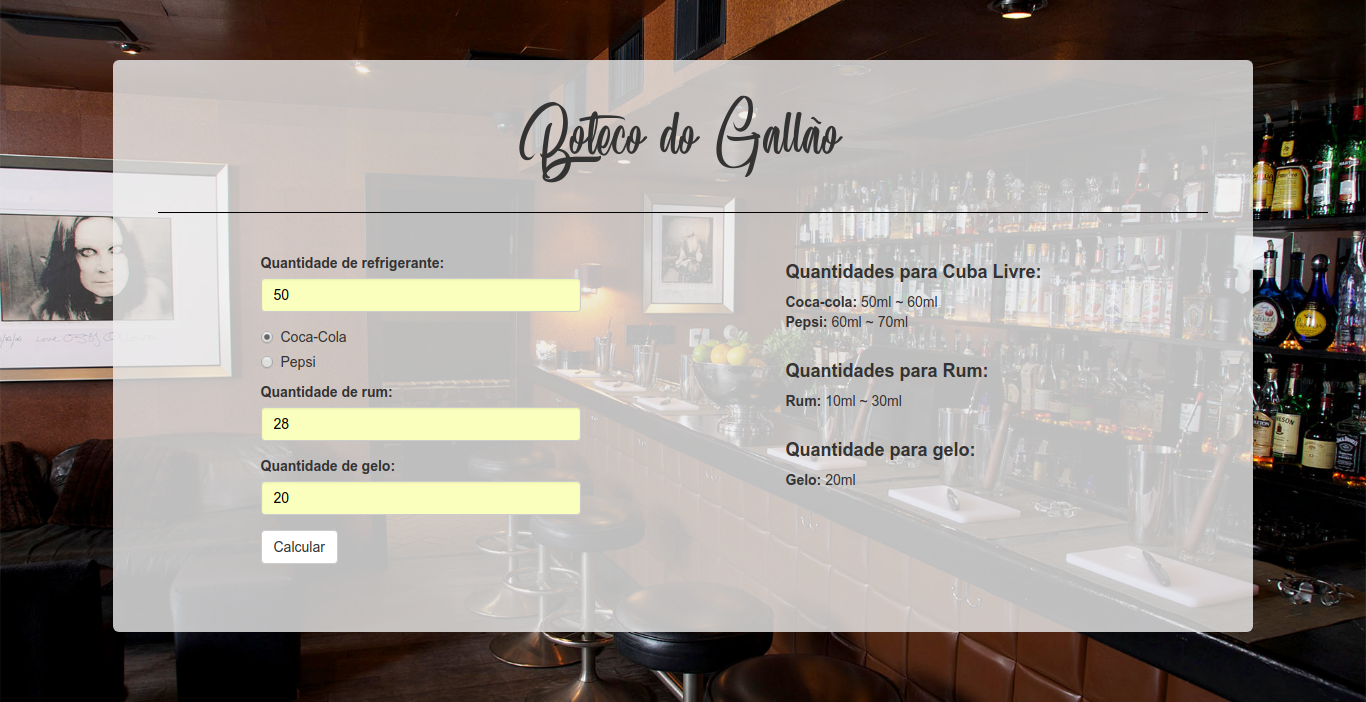 Boteco do Gallão
Quantidade de refrigerante:
50
Coca-Cola
Pepsi
Quantidade de rum:
28
Quantidade de gelo:
20
Calcular
Quantidades para Cuba Livre:
Coca-cola: 50ml ~ 60ml
Pepsi: 60ml ~ 70ml
Quantidades para Rum:
Rum: 10ml ~ 30ml
Quantidade para gelo:
Gelo: 20ml